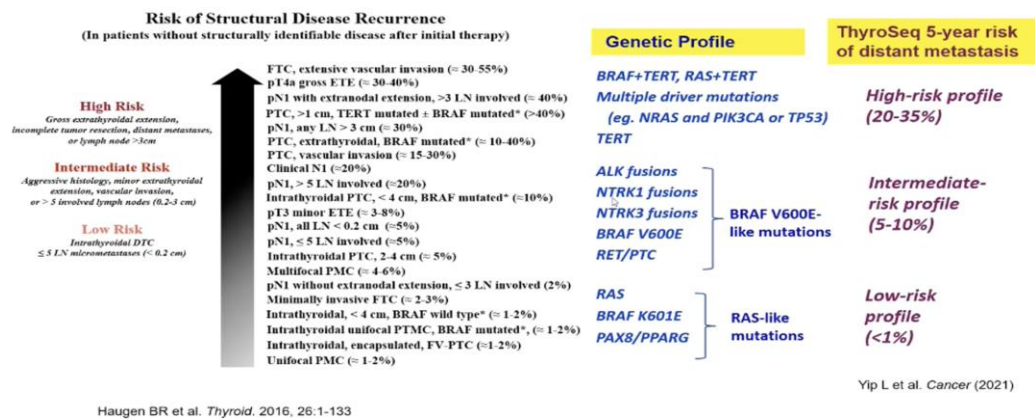 Risk of Structural Disease Recurrence
(In patients without structurally identifiable disease after initial therapy)
High Risk
Gross extrathyroidal extension,
incomplete tumor resection, distant metastases,
or lymph node >3cm
Intermediate Risk
Aggressive histology, minor extrathyroidal
extension, vascular invasion,
or > 5 involved lymph nodes (0.2-3 cm)
Low Risk
Intrathyroidal DTC
≤ 5 LN micrometastases (< 0.2 cm)
FTC, extensive vascular invasion (≈ 30-55%)
pT4a gross ETE (≈ 30-40%)
pN1 with extranodal extension, >3 LN involved (≈ 40%)
PTC, >1 cm, TERT mutated ± BRAF mutated* (>40%)
pN1, any LN > 3 cm (≈ 30%)
PTC, extrathyroidal, BRAF mutated* (≈ 10-40%)
PTC, vascular invasion (≈ 15-30%)
Clinical N1 (≈20%)
pN1, > 5 LN involved (≈20%)
Intrathyroidal PTC, < 4 cm, BRAF mutated* (≈10%)
pT3 minor ETE (≈ 3-8%)
pN1, all LN < 0.2 cm (≈5%)
pN1, ≤ 5 LN involved (≈5%)
Intrathyroidal PTC, 2-4 cm (≈ 5%)
Multifocal PMC (≈ 4-6%)
pN1 without extranodal extension, ≤ 3 LN involved (2%)
Minimally invasive FTC (≈ 2-3%)
Intrathyroidal, < 4 cm, BRAF wild type* (≈ 1-2%)
Intrathyroidal unifocal PTMC, BRAF mutated*, (≈ 1-2%)
Intrathyroidal, encapsulated, FV-PTC (≈1-2%)
Unifocal PMC (≈ 1-2%)
Genetic Profile
BRAF+TERT, RAS+TERT
Multiple driver mutations
(eg. NRAS and PIK3CA or TP53)
TERT
ALK fusions
NTRK1 fusions
NTRK3 fusions
BRAF V600E
RET/PTC
BRAF V600E-
like mutations
RAS
BRAF K601E
PAX8/PPARG
RAS-like
mutations
ThyroSeq 5-year risk
of distant metastasis
High-risk profile
(20-35%)
Intermediate-
risk profile
(5-10%)
Low-risk
profile
(<1%)
Yip L et al. Cancer (2021)
Haugen BR et al. Thyroid. 2016, 26:1-133